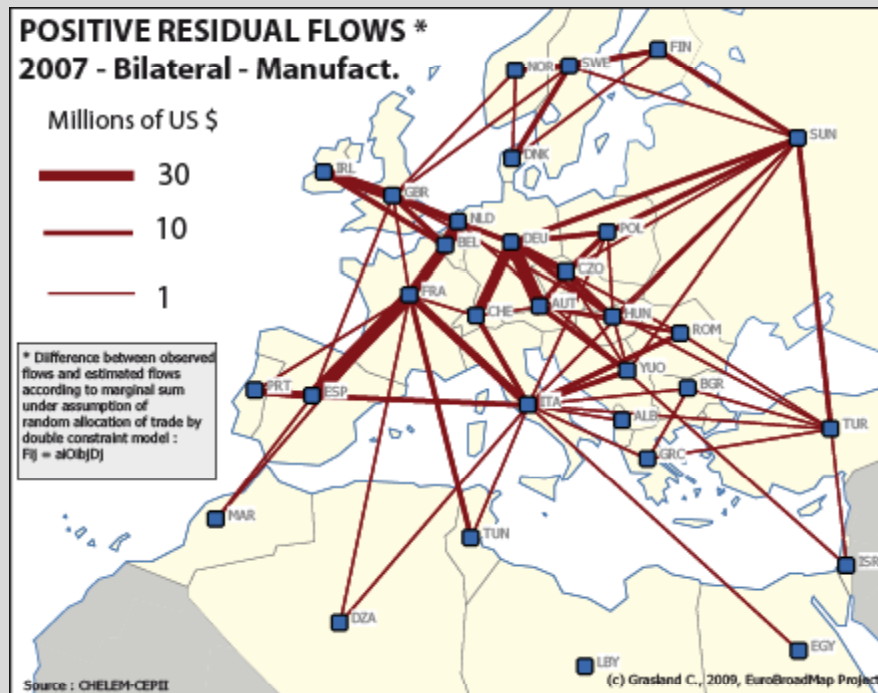 POSITIVE RESIDUAL FLOWS *
2007 - Bilateral - Manufact.
Millions of US $
30
10
1
* Difference between observed
flows and estimated flows
according to marginal sum
under assumption of
random allocation of trade by
double constraint model :
Fij = aiOibjDj
FIN
NOR
SWE
SUN
DNK
IRL
GBR
NLD
DEU
POL
BEL
CZO
FRA
AUT
CHE
HUN
ROM
YUO
BGR
PRT
ESP
ITA
ALB
TUR
GRC
MAR
TUN
ISR
DZA
EGY
LBY
Source : CHELEM-CEPII
(c) Grasland C., 2009, EuroBroadMap Project